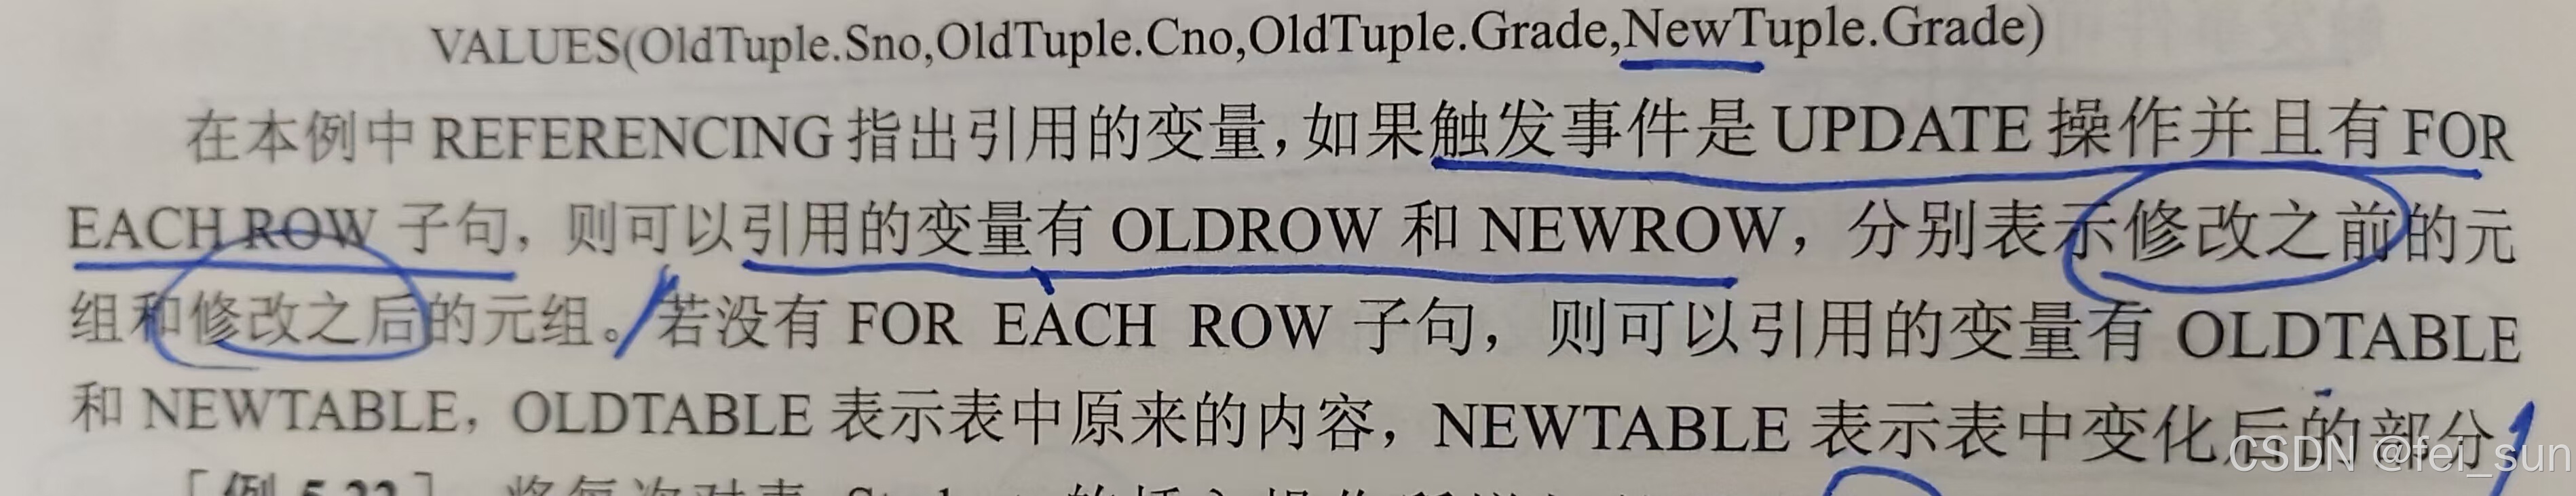 VALUES(OldTuple.Sno,OldTuple.Cno,OldTuple.Grade,NewTuple.Grade)
在本例中 REFERENCING 指出引用的变量，如果触发事件是 UPDATE 操作并且有 FOR
EACH ROW 子句，则可以引用的变量有 OLDROW 和 NEWROW，分别表示修改之前的元
组和修改之后的元组。若没有 FOR EACH ROW 子句，则可以引用的变量有 OLDTABLE
和 NEWTABLE，OLDTABLE 表示表中原来的内容，NEWTABLE 表示表中变化后的部分
CSDN @fei_sun